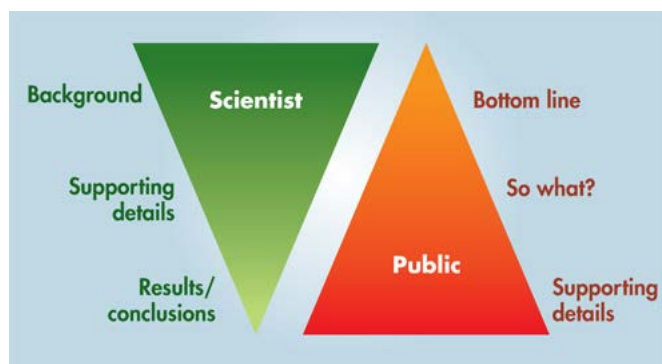 Background
Scientist
Supporting
details
Results/
conclusions
Bottom line
So what?
Public
Supporting
details